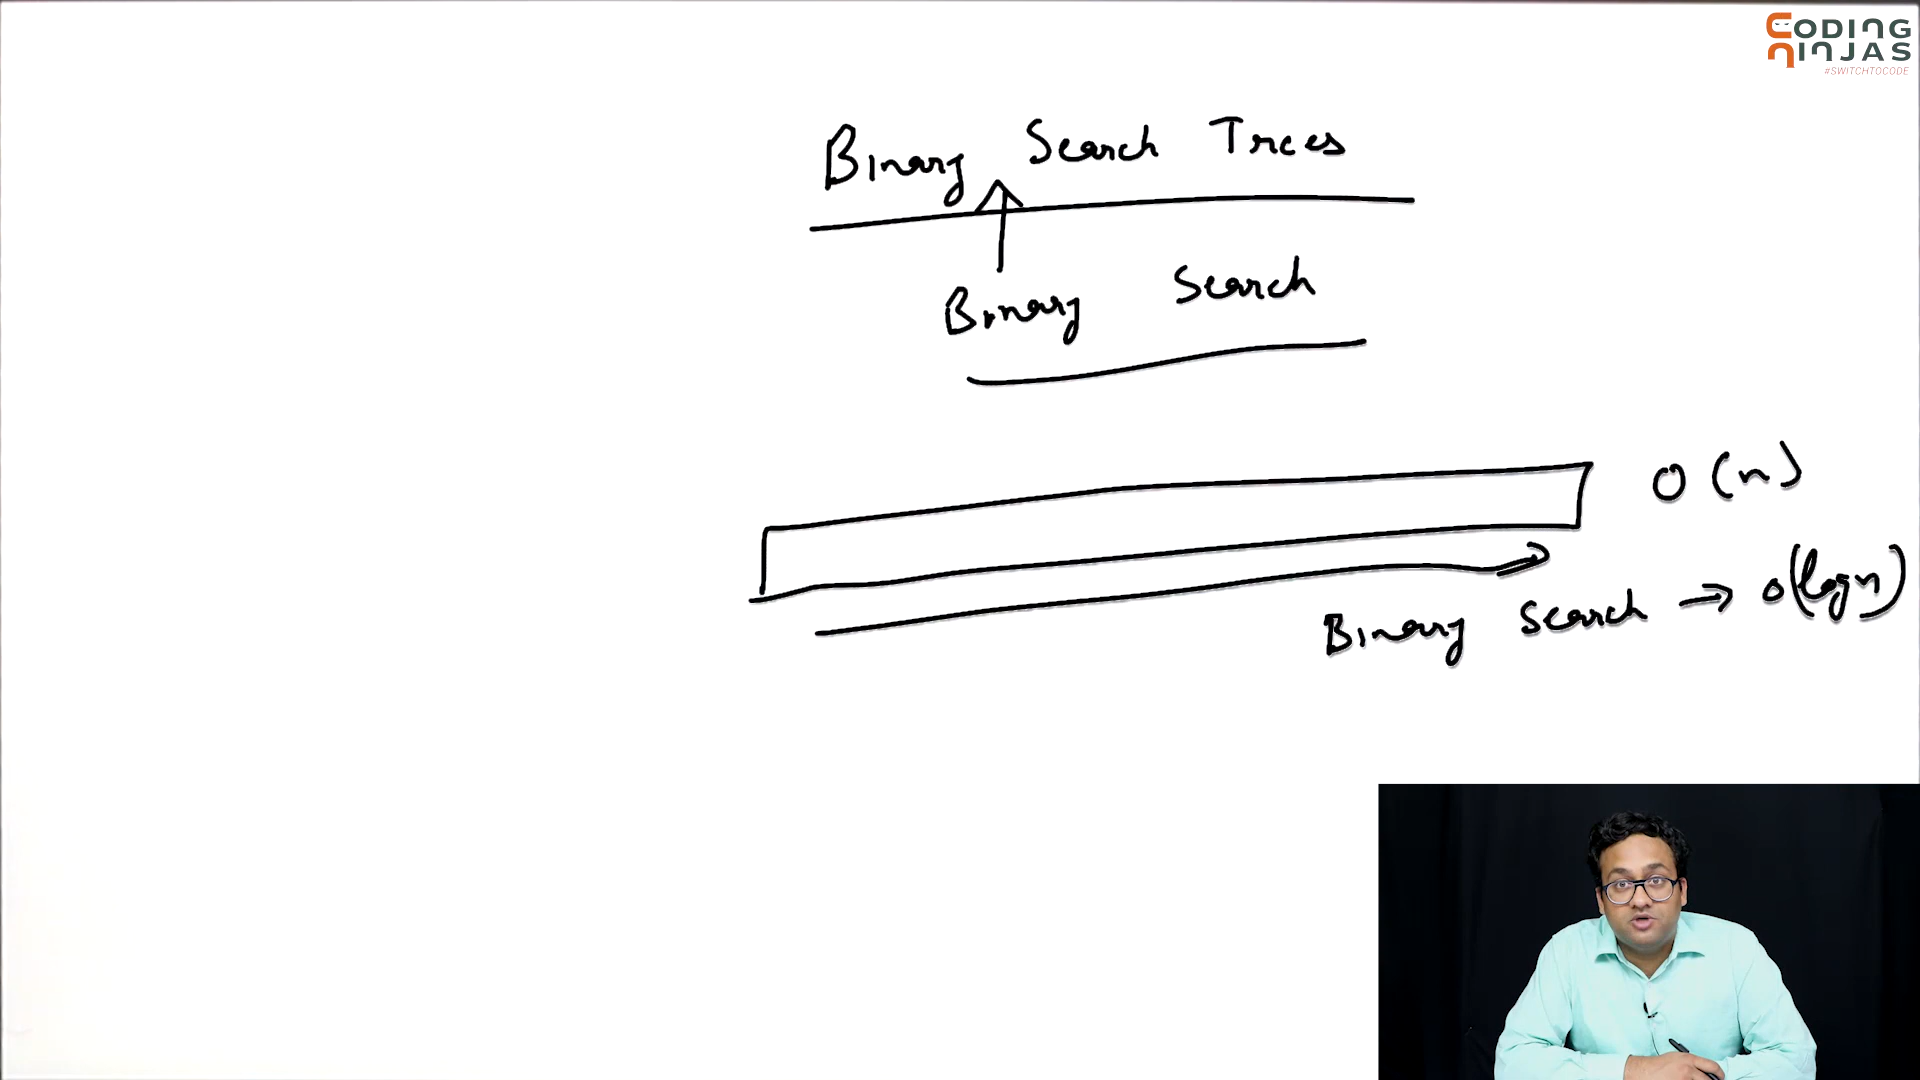 CODING
NINJAS
#SWITCHTOCODE
Binary Search Trees
Binary Search
O(n)
Binary Search → O(logn)